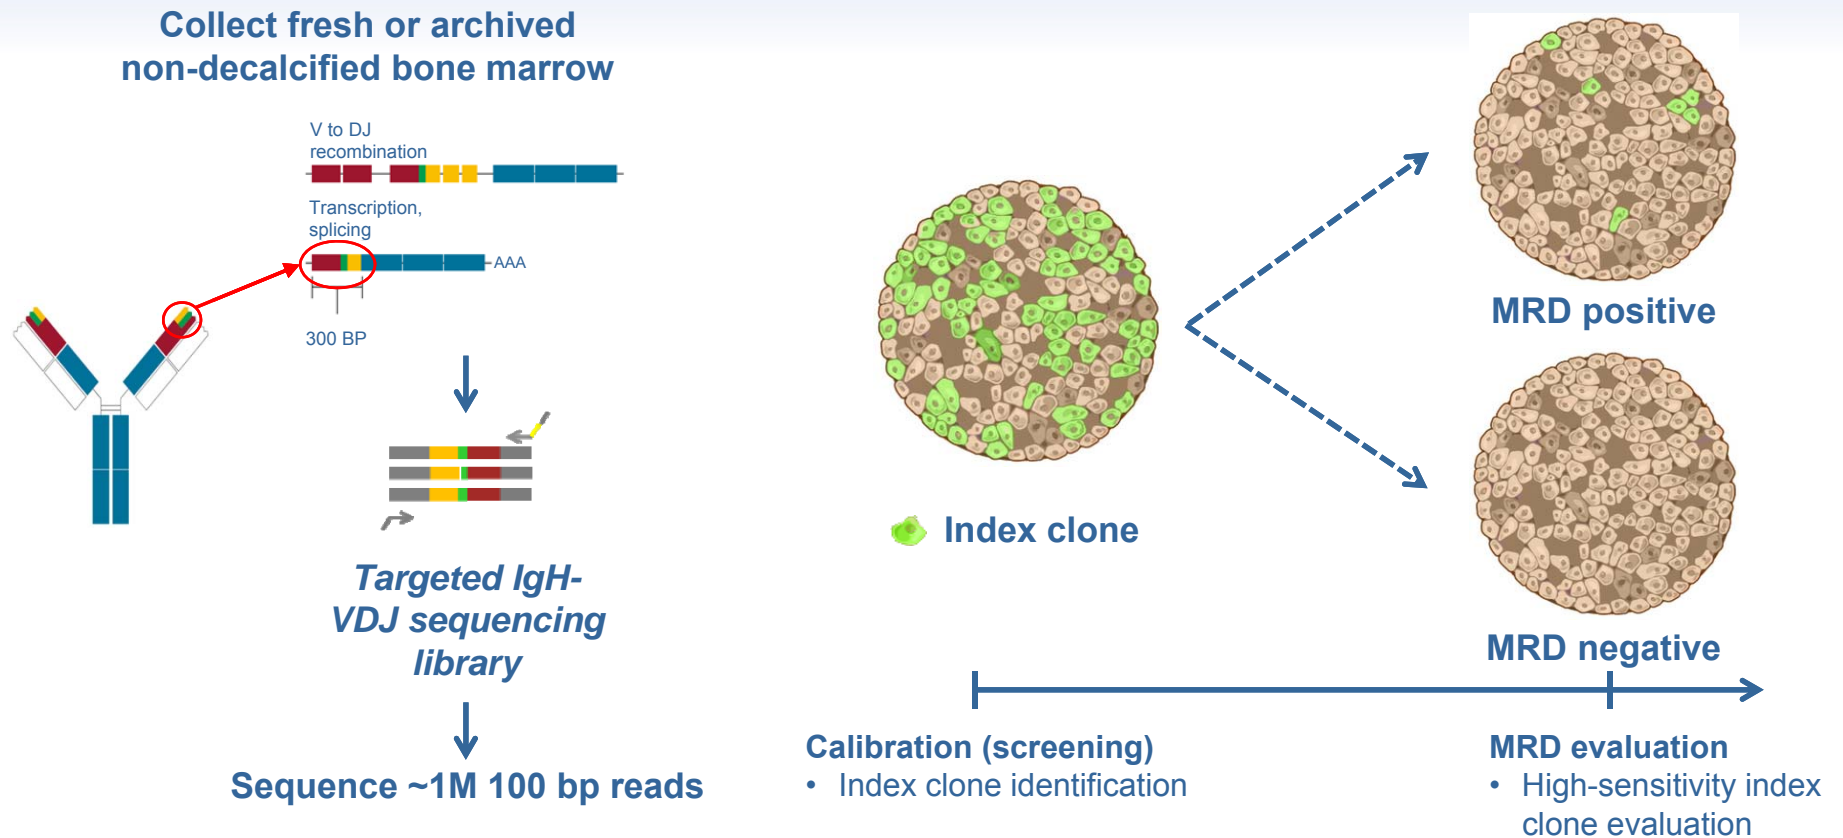 Collect fresh or archived
non-decalcified bone marrow
V to DJ
recombination
Transcription,
splicing
AAA
300 BP
Targeted IgH-
VDJ sequencing
library
Sequence ~1M 100 bp reads
Index clone
MRD positive
MRD negative
Calibration (screening)
• Index clone identification
MRD evaluation
• High-sensitivity index
clone evaluation